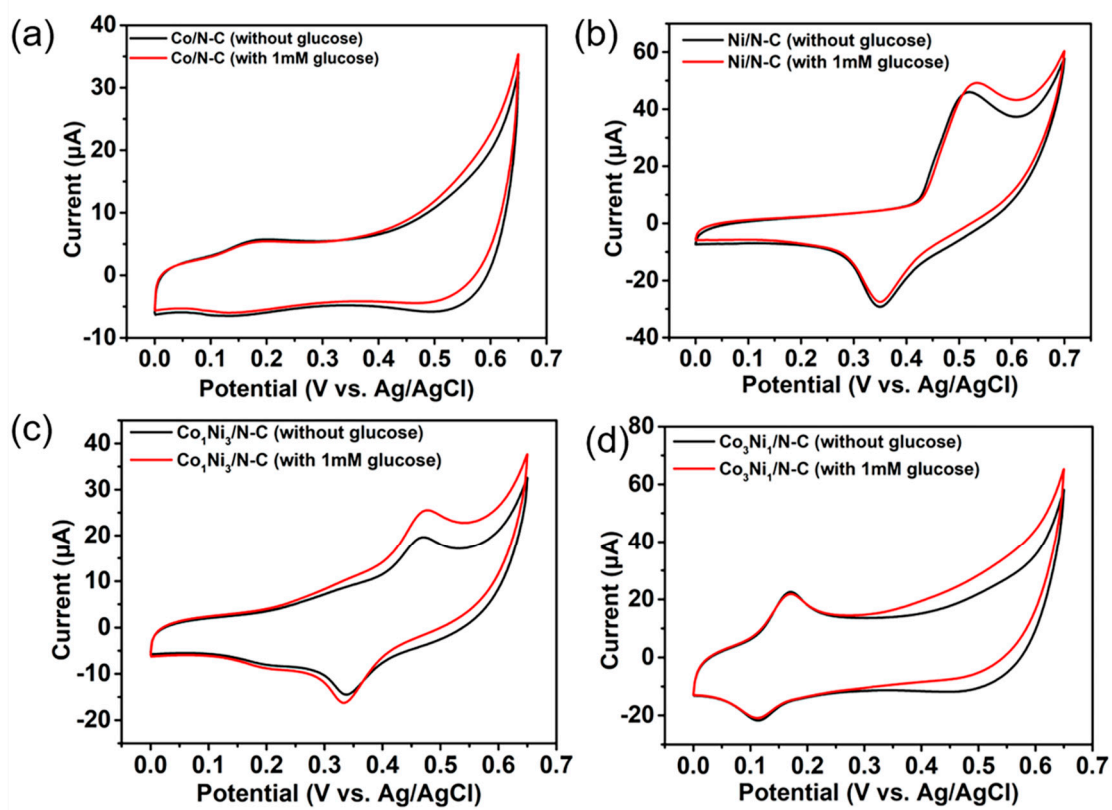 (a)
Co/N-C (without glucose)
Co/N-C (with 1mM glucose)
40
30
20
10
0
-10
Current (µA)
0.0 0.1 0.2 0.3 0.4 0.5 0.6 0.7
Potential (V vs. Ag/AgCl)
(b)
Ni/N-C (without glucose)
Ni/N-C (with 1mM glucose)
60
40
20
0
-20
-40
Current (µA)
0.0 0.1 0.2 0.3 0.4 0.5 0.6 0.7
Potential (V vs. Ag/AgCl)
(c)
Co₁Ni₃/N-C (without glucose)
Co₁Ni₃/N-C (with 1mM glucose)
40
30
20
10
0
-10
-20
Current (µA)
0.0 0.1 0.2 0.3 0.4 0.5 0.6 0.7
Potential (V vs. Ag/AgCl)
(d)
Co₃Ni₁/N-C (without glucose)
Co₃Ni₁/N-C (with 1mM glucose)
80
60
40
20
0
-20
Current (µA)
0.0 0.1 0.2 0.3 0.4 0.5 0.6 0.7
Potential (V vs. Ag/AgCl)